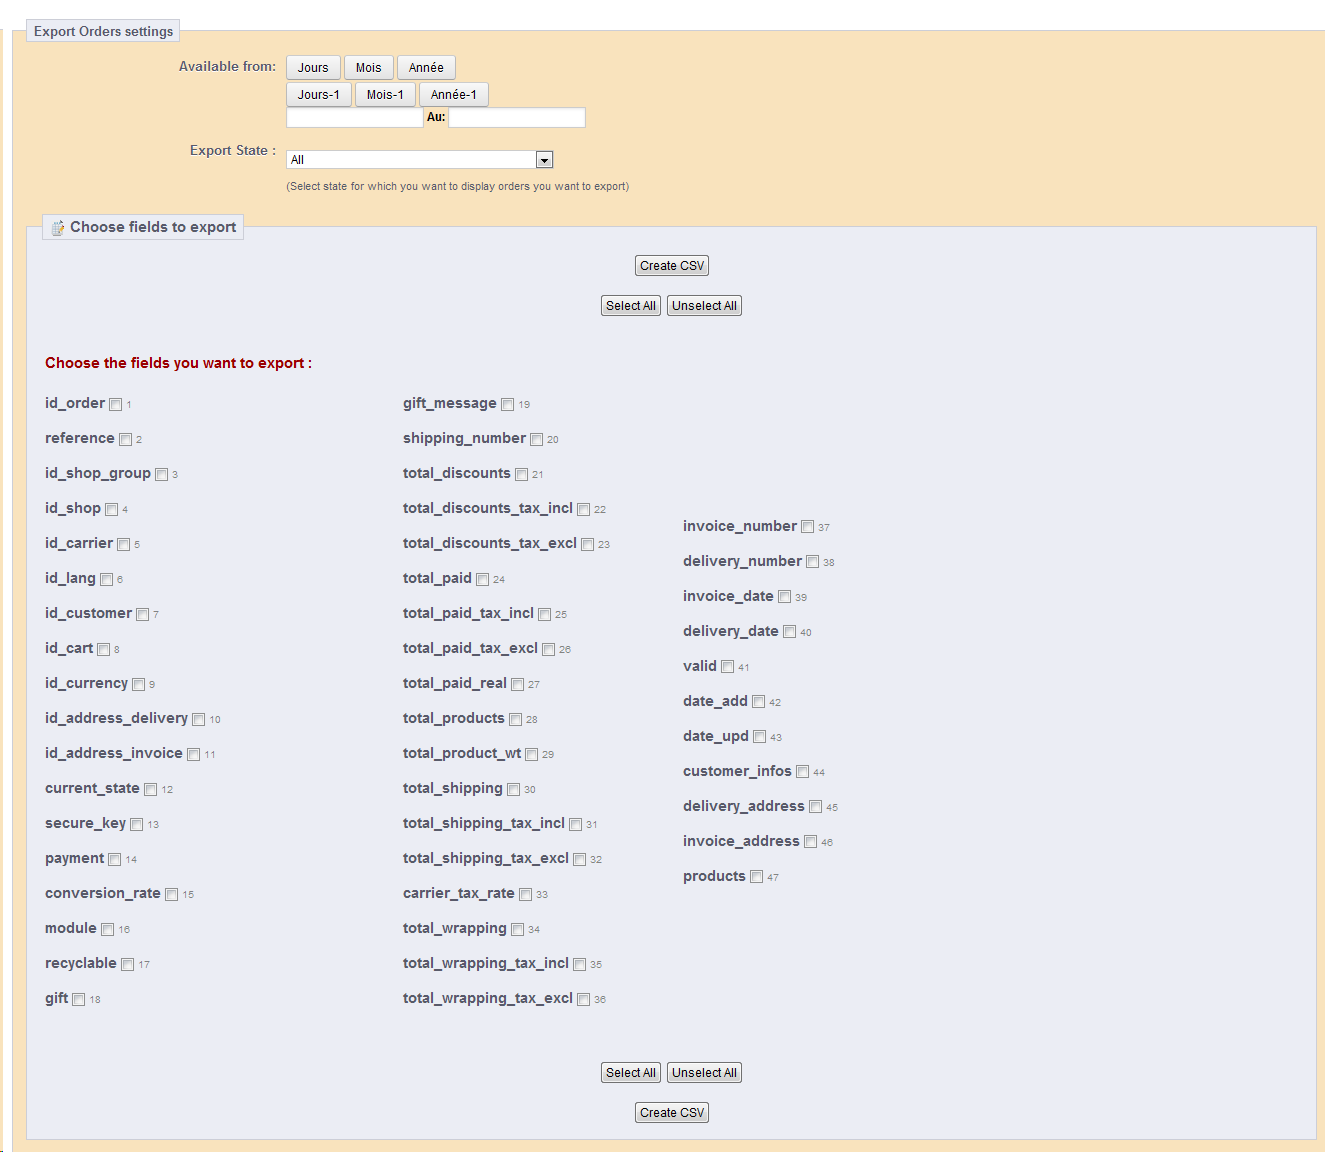 Export Orders settings
Available from:
Jours Mois Année
Jours-1 Mois-1 Année-1
Au:
Export State :
All
(Select state for which you want to display orders you want to export)
Choose fields to export
Create CSV
Select All Unselect All
Choose the fields you want to export :
id_order 1
reference 2
id_shop_group 3
id_shop 4
id_carrier 5
id_lang 6
id_customer 7
id_cart 8
id_currency 9
id_address_delivery 10
id_address_invoice 11
current_state 12
secure_key 13
payment 14
conversion_rate 15
module 16
recyclable 17
gift 18
gift_message 19
shipping_number 20
total_discounts 21
total_discounts_tax_incl 22
total_discounts_tax_excl 23
total_paid 24
total_paid_tax_incl 25
total_paid_tax_excl 26
total_paid_real 27
total_products 28
total_product_wt 29
total_shipping 30
total_shipping_tax_incl 31
total_shipping_tax_excl 32
carrier_tax_rate 33
total_wrapping 34
total_wrapping_tax_incl 35
total_wrapping_tax_excl 36
invoice_number 37
delivery_number 38
invoice_date 39
delivery_date 40
valid 41
date_add 42
date_upd 43
customer_infos 44
delivery_address 45
invoice_address 46
products 47
Select All Unselect All
Create CSV